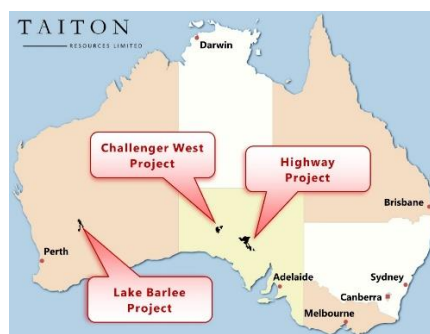 TAITON
RESOURCES LIMITED
Darwin
Challenger West
Project
Highway
Project
Brisbane
Perth
Lake Barlee
Project
Adelaide
Sydney
Canberra
Melbourne